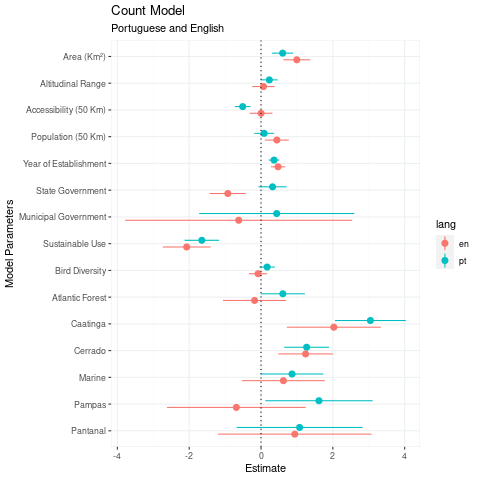 Count Model
Portuguese and English
Model Parameters
Area (Km²)
Altitudinal Range
Accessibility (50 Km)
Population (50 Km)
Year of Establishment
State Government
Municipal Government
Sustainable Use
Bird Diversity
Atlantic Forest
Caatinga
Cerrado
Marine
Pampas
Pantanal
-4 -2 0 2 4
Estimate
lang
en
pt